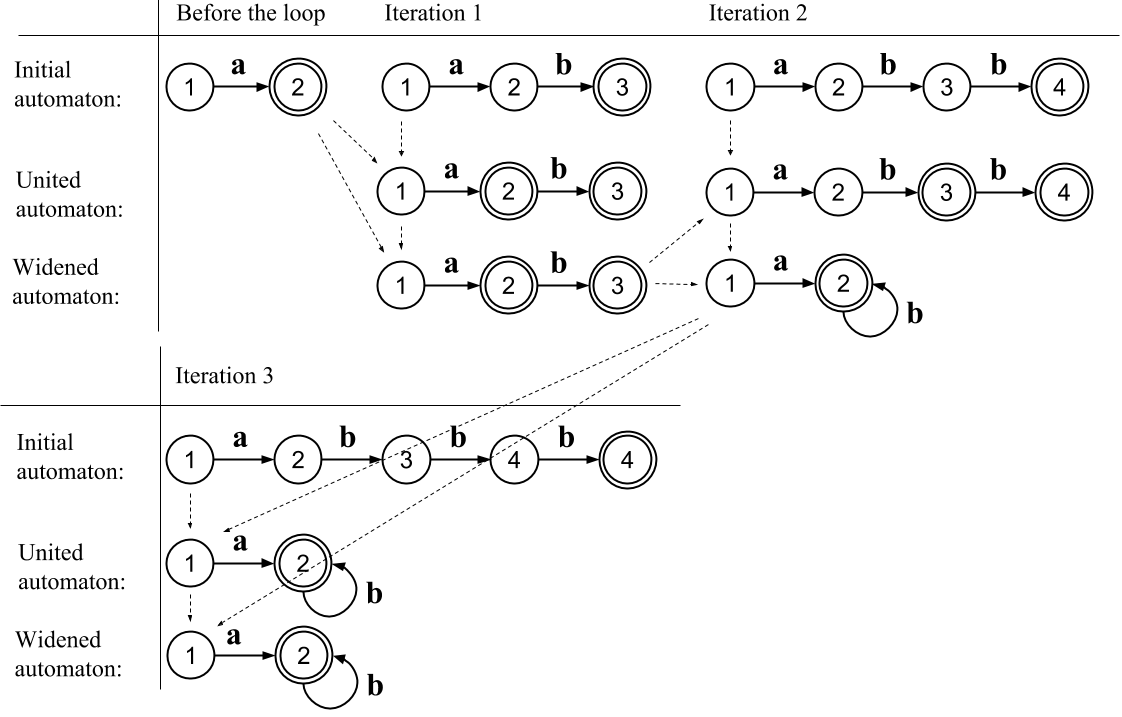 Before the loop Iteration 1 Iteration 2
Initial
automaton:
1 a 2 1 a 2 b 3 1 a 2 b 3 b 4
United
automaton:
1 a 2 b 3 1 a 2 b 3 b 4
Widened
automaton:
1 a 2 b 3 1 a 2 b
Iteration 3
Initial
automaton:
1 a 2 b 3 b 4 b 4
United
automaton:
1 a 2 b
Widened
automaton:
1 a 2 b